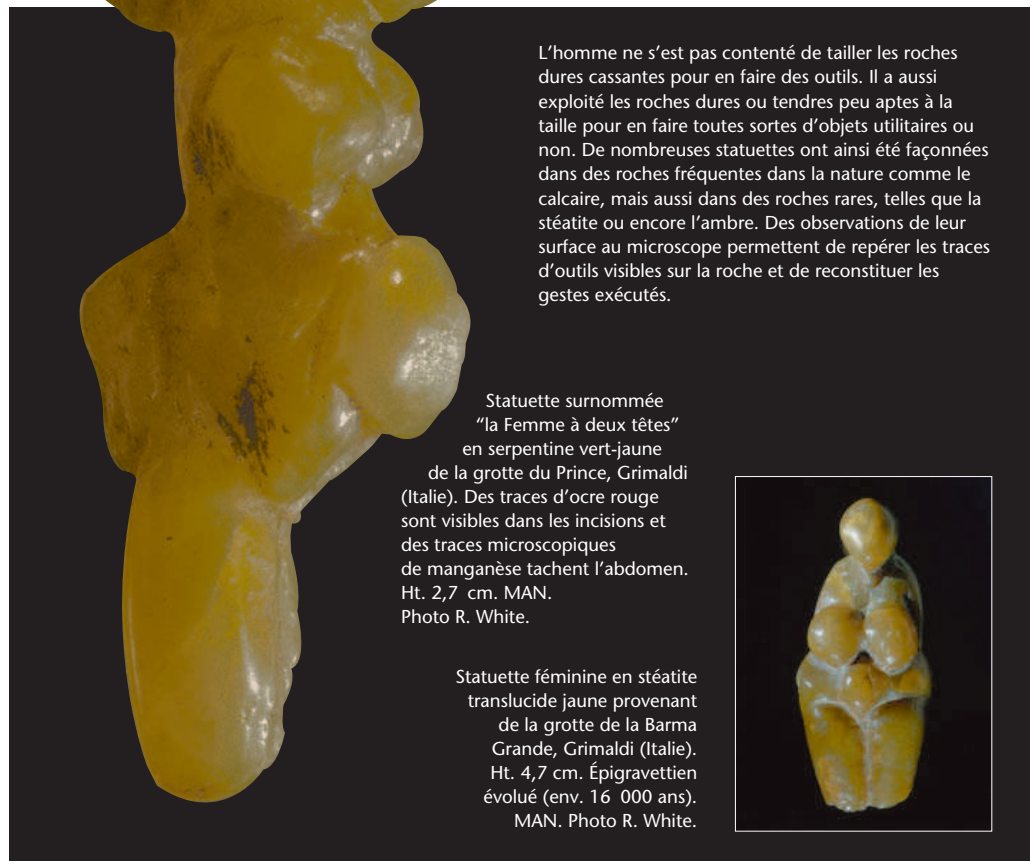 L’homme ne s’est pas contenté de tailler les roches
dures cassantes pour en faire des outils. Il a aussi
exploité les roches dures ou tendres peu aptes à la
taille pour en faire toutes sortes d’objets utilitaires ou
non. De nombreuses statuettes ont ainsi été façonnées
dans des roches fréquentes dans la nature comme le
calcaire, mais aussi dans des roches rares, telles que la
stéatite ou encore l’ambre. Des observations de leur
surface au microscope permettent de repérer les traces
d’outils visibles sur la roche et de reconstituer les
gestes exécutés.
Statuette surnommée
“la Femme à deux têtes”
en serpentine vert-jaune
de la grotte du Prince, Grimaldi
(Italie). Des traces d’ocre rouge
sont visibles dans les incisions et
des traces microscopiques
de manganèse tachent l’abdomen.
Ht. 2,7 cm. MAN.
Photo R. White.
Statuette féminine en stéatite
translucide jaune provenant
de la grotte de la Barma
Grande, Grimaldi (Italie).
Ht. 4,7 cm. Épigravettien
évolué (env. 16 000 ans).
MAN. Photo R. White.